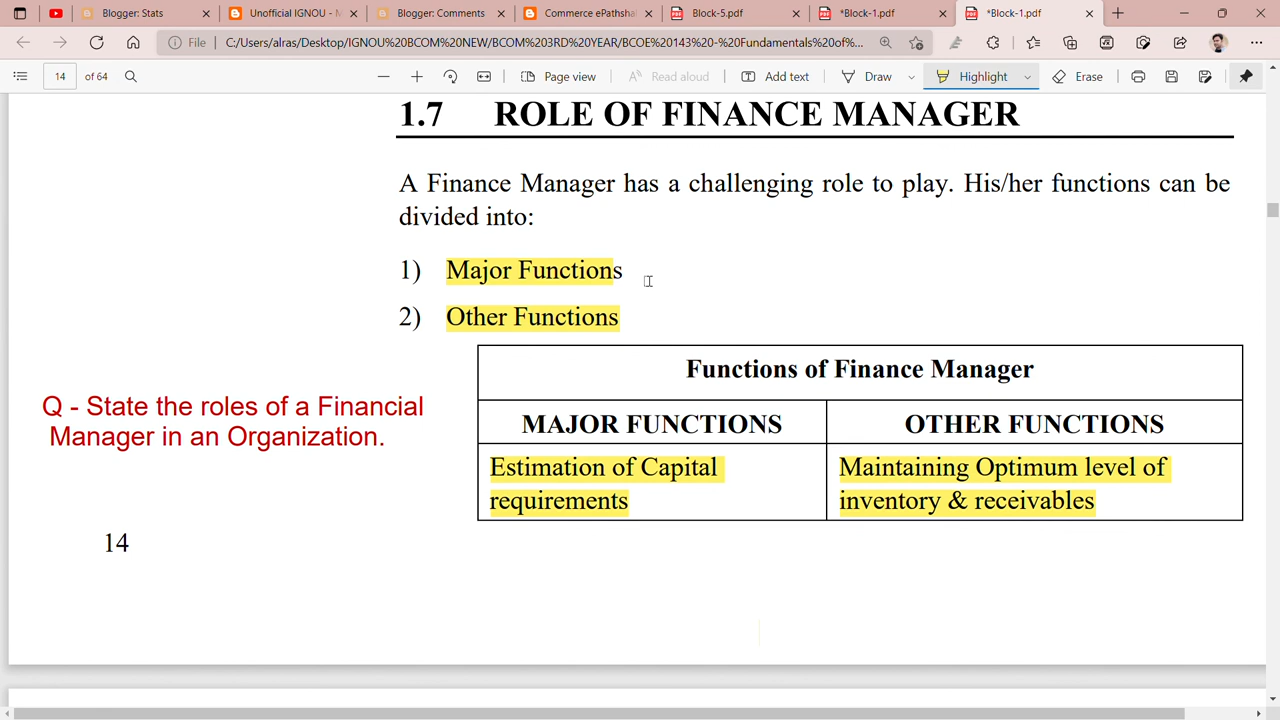 Blogger: Stats
Unofficial IGNOU - M
Blogger: Comments
Commerce ePathsha
Block-5.pdf
*Block-1.pdf
*Block-1.pdf
File
C:/Users/alras/Desktop/IGNOU%20BCOM%20NEW/BCOM%203RD%20YEAR/BCOE%20143%20-%20Fundamentals%20of%...
14 of 64
Page view
Read aloud
Add text
Draw
Highlight
Erase
1.7 ROLE OF FINANCE MANAGER
A Finance Manager has a challenging role to play. His/her functions can be
divided into:
1) Major Functions
2) Other Functions
Functions of Finance Manager
MAJOR FUNCTIONS OTHER FUNCTIONS
Estimation of Capital
requirements
Maintaining Optimum level of
inventory & receivables
Q - State the roles of a Financial
Manager in an Organization.
14